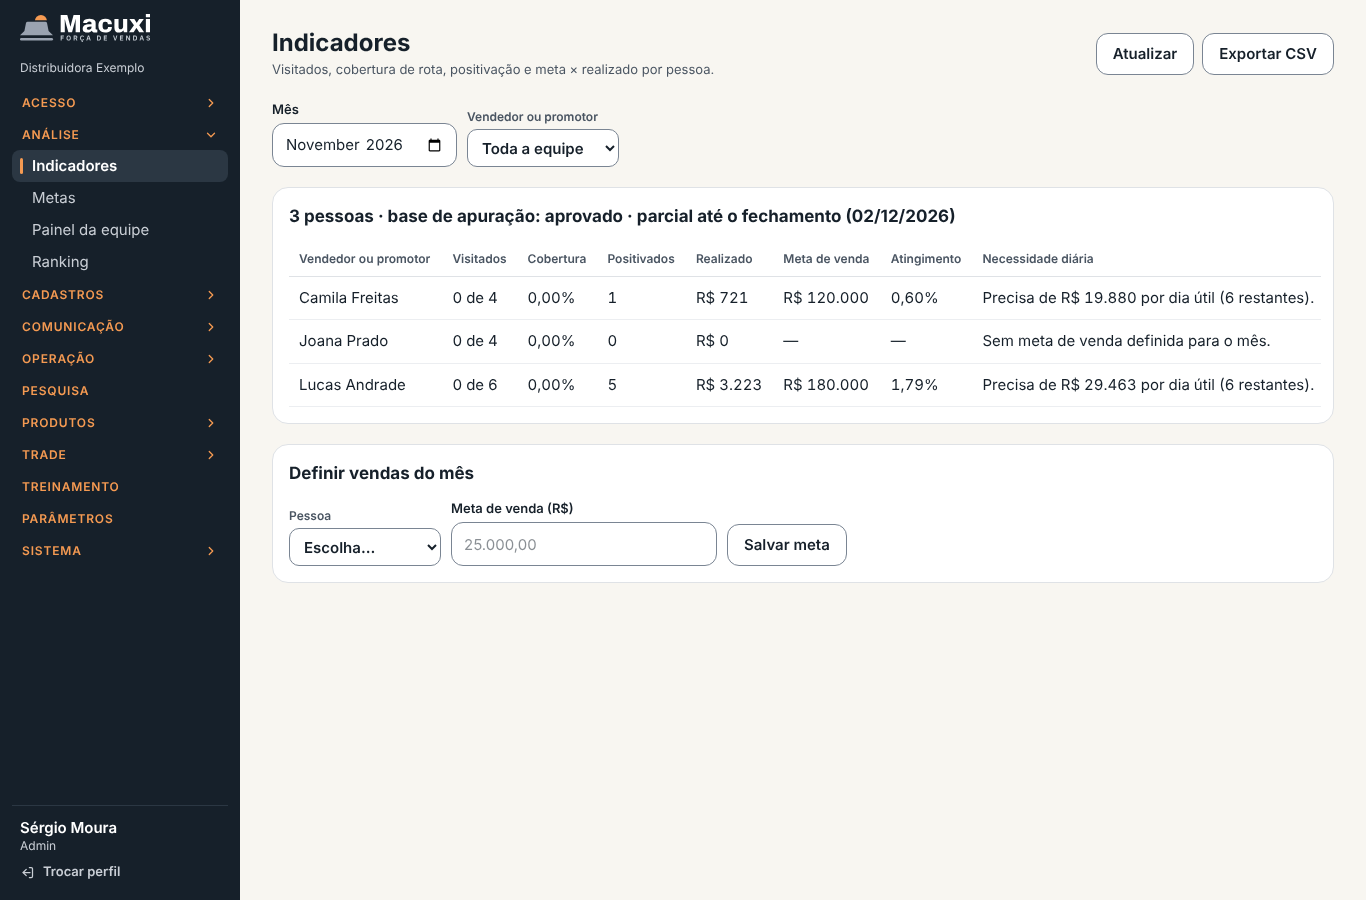 Macuxi
FORÇA DE VENDAS
Distribuidora Exemplo
ACESSO
ANÁLISE
Indicadores
Metas
Painel da equipe
Ranking
CADASTROS
COMUNICAÇÃO
OPERAÇÃO
PESQUISA
PRODUTOS
TRADE
TREINAMENTO
PARÂMETROS
SISTEMA
Sérgio Moura
Admin
Trocar perfil
Indicadores
Visitados, cobertura de rota, positivação e meta × realizado por pessoa.
Atualizar
Exportar CSV
Mês
November 2026
Vendedor ou promotor
Toda a equipe
3 pessoas · base de apuração: aprovado · parcial até o fechamento (02/12/2026)
Vendedor ou promotor Visitados Cobertura Positivados Realizado Meta de venda Atingimento Necessidade diária
Camila Freitas 0 de 4 0,00% 1 R$ 721 R$ 120.000 0,60% Precisa de R$ 19.880 por dia útil (6 restantes).
Joana Prado 0 de 4 0,00% 0 R$ 0 — — Sem meta de venda definida para o mês.
Lucas Andrade 0 de 6 0,00% 5 R$ 3.223 R$ 180.000 1,79% Precisa de R$ 29.463 por dia útil (6 restantes).
Definir vendas do mês
Pessoa
Escolha...
Meta de venda (R$)
25.000,00
Salvar meta